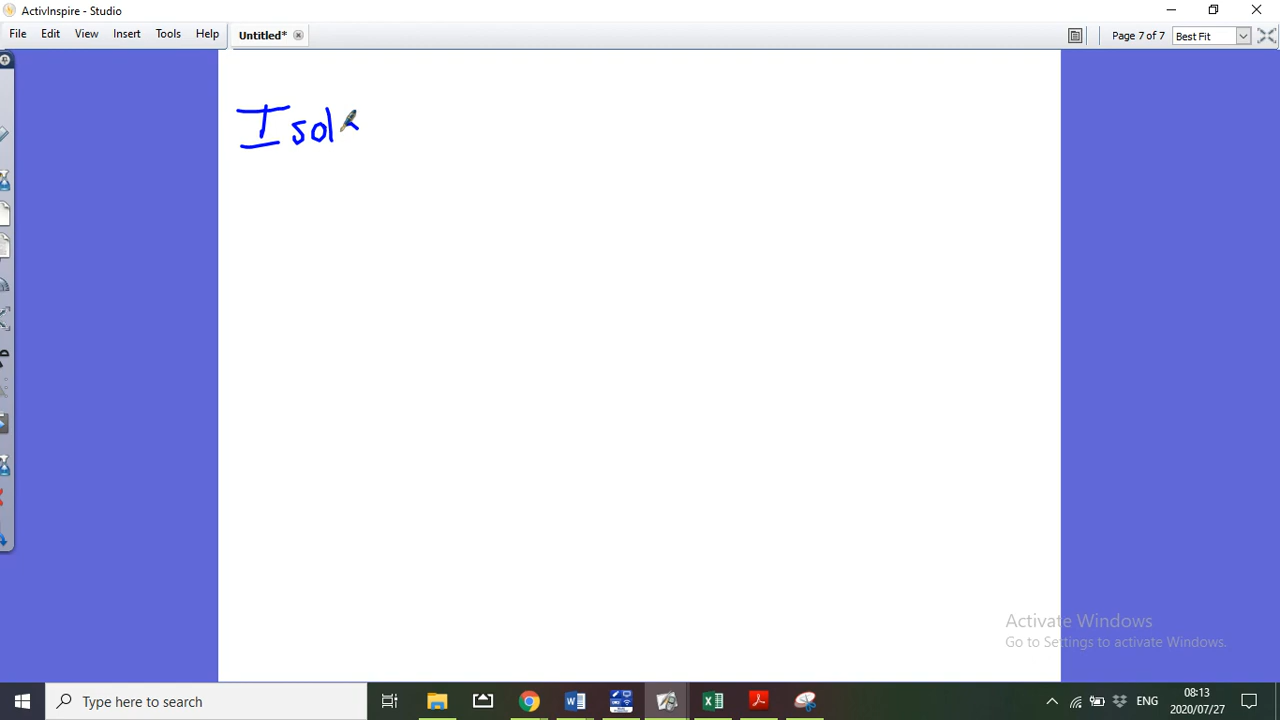 ActivInspire - Studio
File Edit View Insert Tools Help Untitled* Page 7 of 7 Best Fit
Isol
Activate Windows
Go to Settings to activate Windows.
Type here to search ENG 08:13
2020/07/27